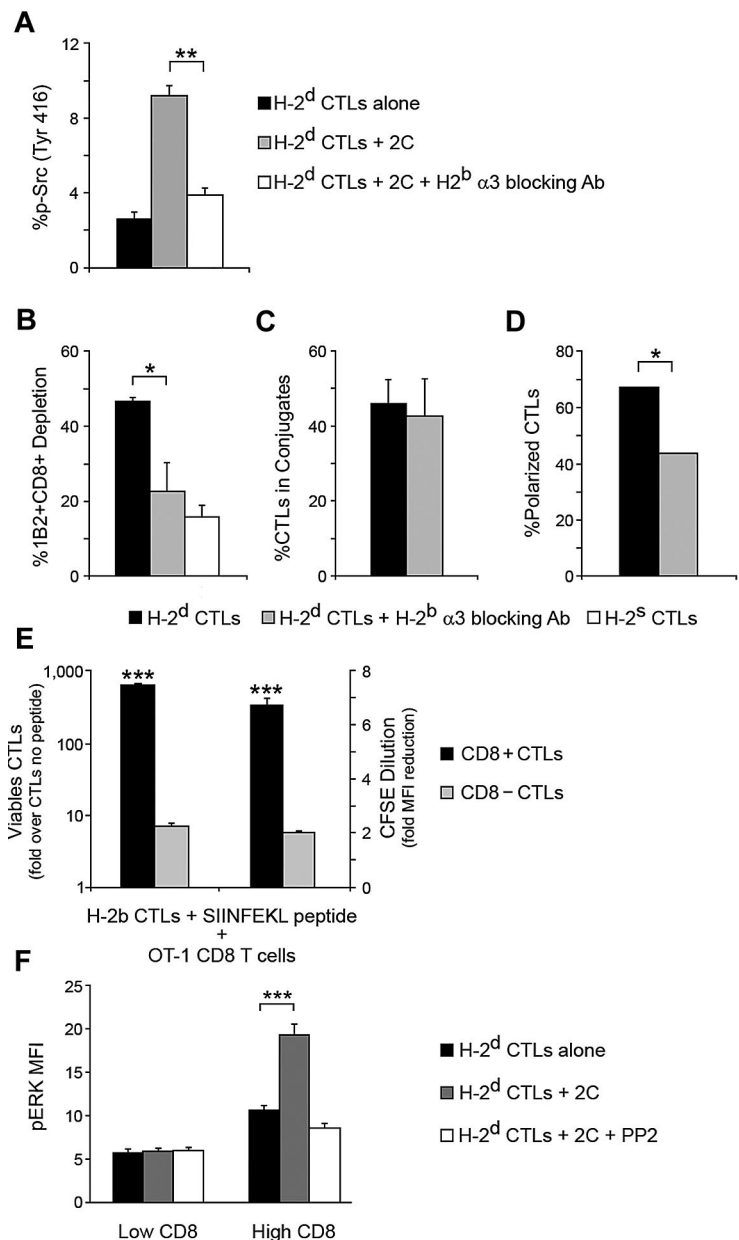 A
12
8
4
0
%p-Src (Tyr 416)
**
H-2d CTLs alone
H-2d CTLs + 2C
H-2d CTLs + 2C + H2b α3 blocking Ab
B
60
40
20
0
%1B2+CD8+ Depletion
*
C
60
40
20
0
%CTLs in Conjugates
D
80
60
40
20
0
%Polarized CTLs
*
H-2d CTLs
H-2d CTLs + H-2b α3 blocking Ab
H-2s CTLs
E
1,000
100
10
1
Viables CTLs
(fold over CTLs no peptide)
***
***
8
6
4
2
0
CFSE Dilution
(fold MFI reduction)
CD8+ CTLs
CD8− CTLs
H-2b CTLs + SIINFEKL peptide
+
OT-1 CD8 T cells
F
25
20
15
10
5
0
pERK MFI
***
Low CD8
High CD8
H-2d CTLs alone
H-2d CTLs + 2C
H-2d CTLs + 2C + PP2